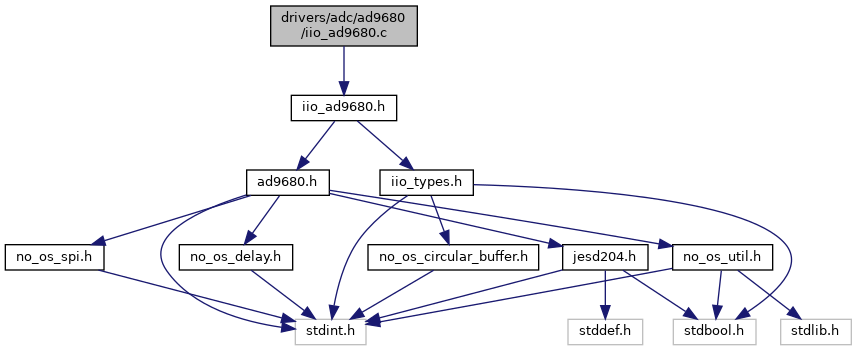 drivers/adc/ad9680
/iio_ad9680.c
iio_ad9680.h
ad9680.h
iio_types.h
no_os_spi.h
no_os_delay.h
no_os_circular_buffer.h
jesd204.h
no_os_util.h
stdint.h
stddef.h
stdbool.h
stdlib.h